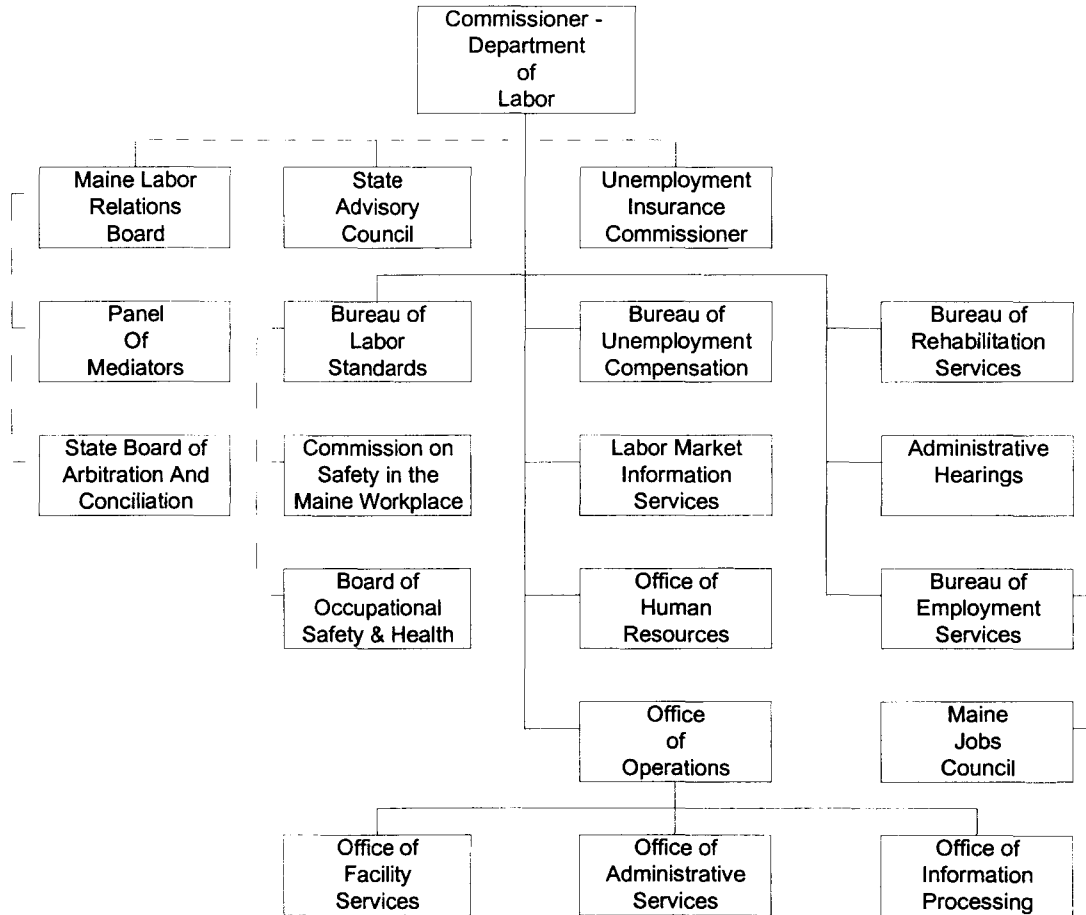 Commissioner -
Department
of
Labor
Maine Labor
Relations
Board
State
Advisory
Council
Unemployment
Insurance
Commissioner
Panel
Of
Mediators
Bureau of
Labor
Standards
Bureau of
Unemployment
Compensation
Bureau of
Rehabilitation
Services
State Board of
Arbitration And
Conciliation
Commission on
Safety in the
Maine Workplace
Labor Market
Information
Services
Administrative
Hearings
Board of
Occupational
Safety & Health
Office of
Human
Resources
Bureau of
Employment
Services
Office
of
Operations
Maine
Jobs
Council
Office of
Facility
Services
Office of
Administrative
Services
Office of
Information
Processing